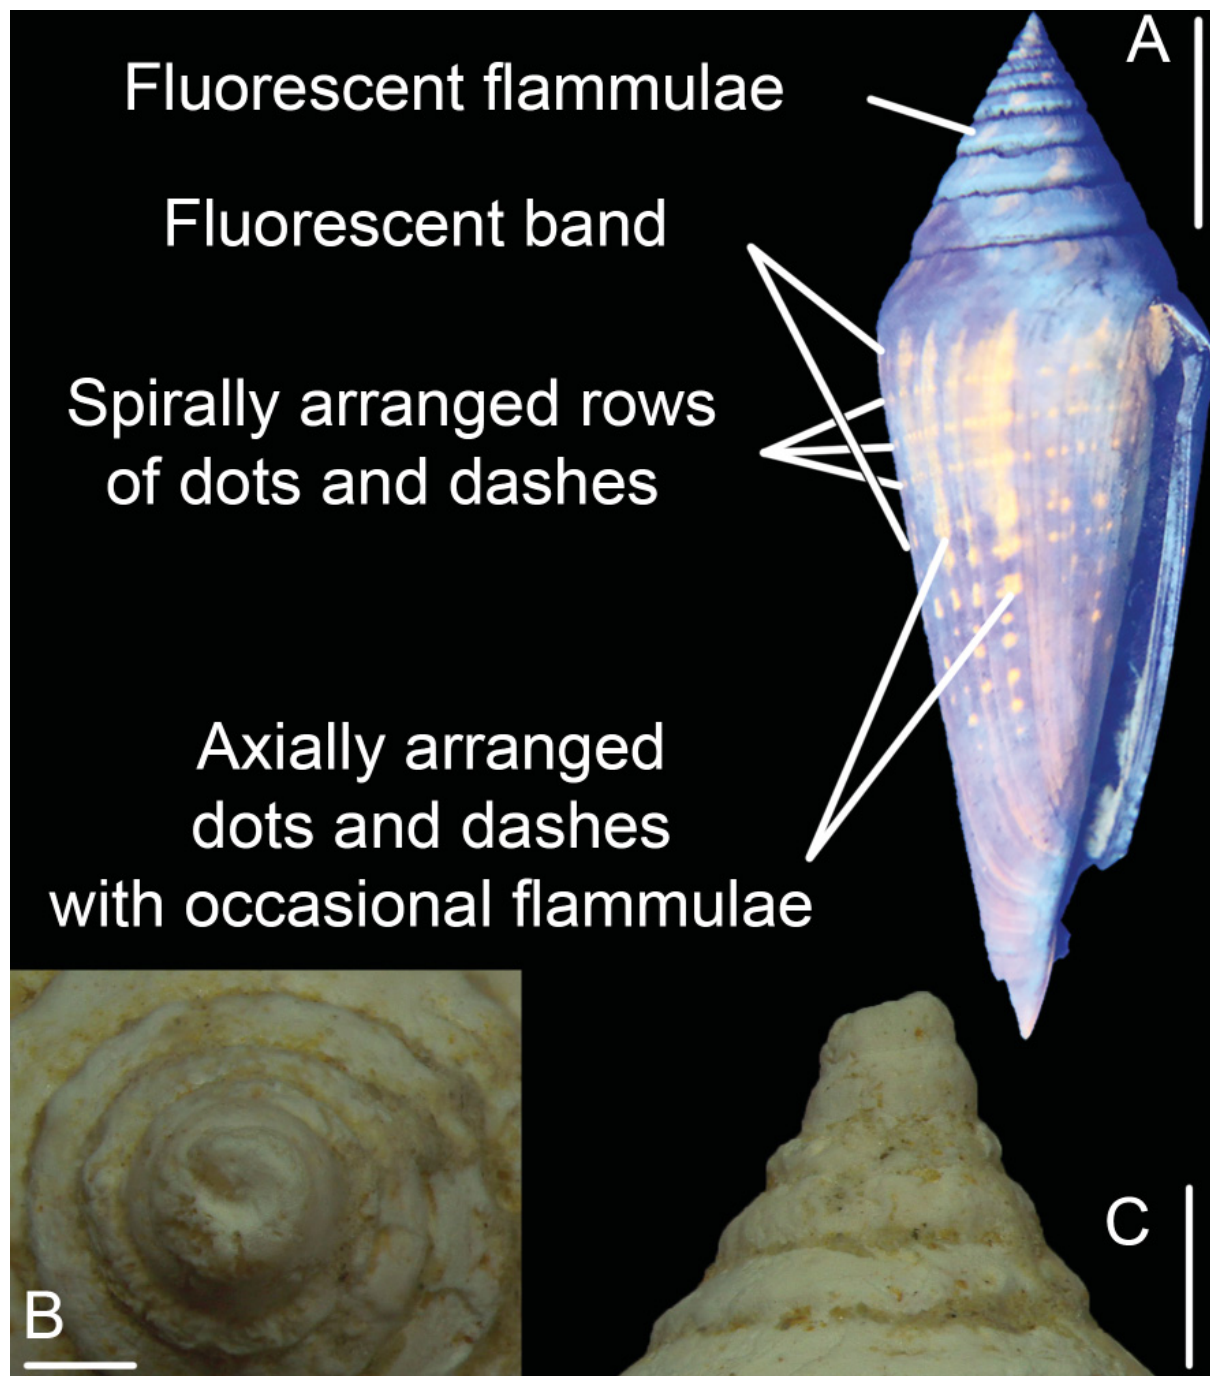 A
Fluorescent flammulae
Fluorescent band
Spirally arranged rows
of dots and dashes
Axially arranged
dots and dashes
with occasional flammulae
B
C